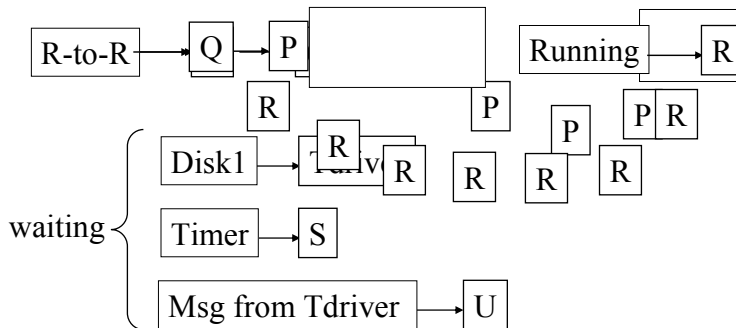 R-to-R Q P Running R
R P P R
P
Disk1 R R R R R
waiting Timer S
Msg from Tdriver U